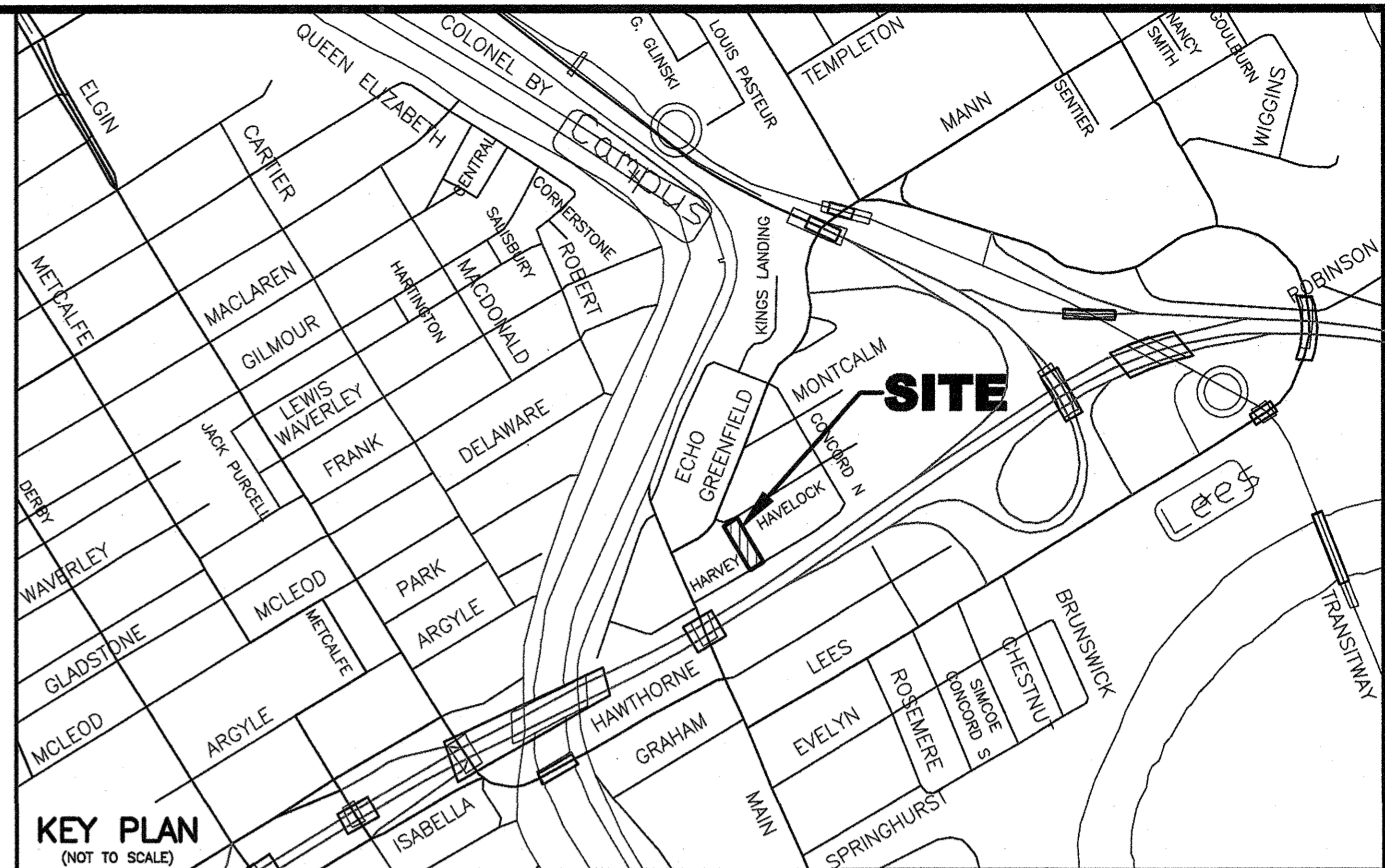 G. GLINSKI
LOUIS PASTEUR
TEMPLETON
NANCY
SMITH
GOULBURN
WIGGINS
SENTIER
MANN
COLONEL BY
QUEEN ELIZABETH
ELGIN
CARTIER
Campus
CENTRAL
CORNERSTONE
SALISBURY
ROBERT
METCALFE
MACLAREN
HARTINGTON
MACDONALD
KINGS LANDING
ROBINSON
GILMOUR
LEWIS
WAVERLEY
MONTCALM
SITE
JACK PURCELL
FRANK
DELAWARE
ECHO
GREENFIELD
CONCORD N
HAVELOCK
Lees
DERBY
WAVERLEY
HARVEY
MCLEOD
PARK
ARGYLE
METCALFE
GLADSTONE
BRUNSWICK
TRANSITWAY
LEES
CHESTNUT
SIMCOE
CONCORD S
ROSEMERE
HAWTHORNE
GRAHAM
EVELYN
MCLEOD
ARGYLE
MAIN
SPRINGHURST
ISABELLA
KEY PLAN
(NOT TO SCALE)